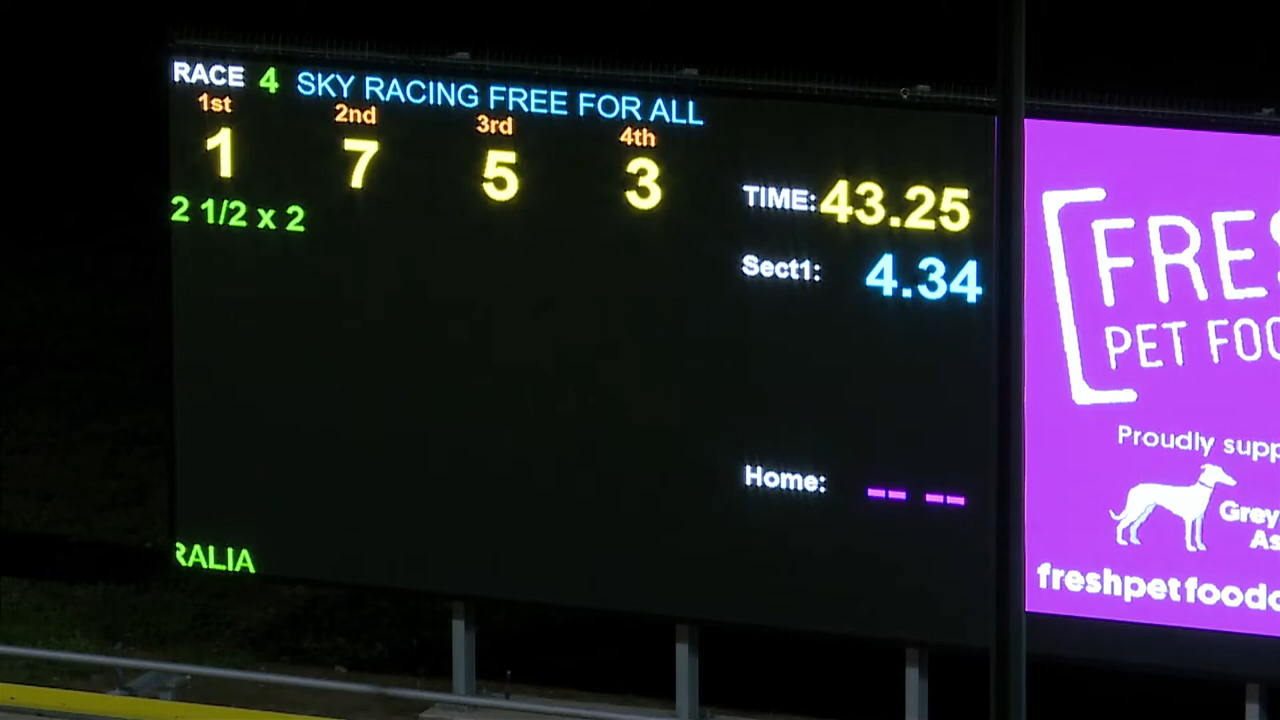 RACE 4 SKY RACING FREE FOR ALL
1st 2nd 3rd 4th
1 7 5 3
2 1/2 x 2
TIME: 43.25
Sect1: 4.34
Home: -- --
RALIA
FRES
PET FOO
Proudly supp
Grey
As
freshpetfoodc